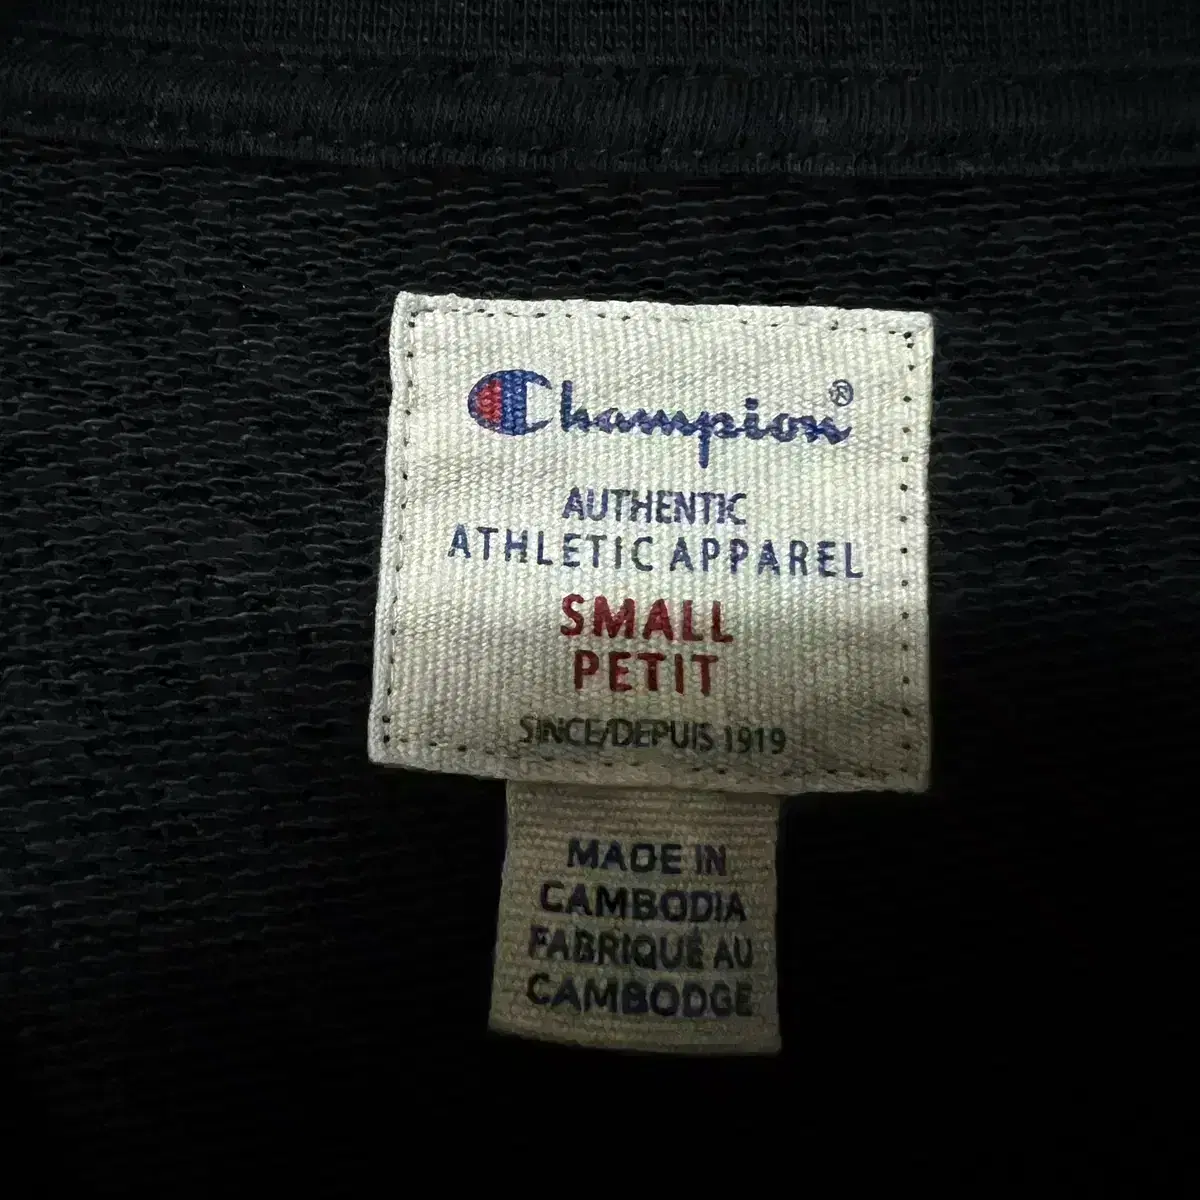 Champion®
AUTHENTIC
ATHLETIC APPAREL
SMALL
PETIT
SINCE/DEPUIS 1919
MADE IN
CAMBODIA
FABRIQUÉ AU
CAMBODGE